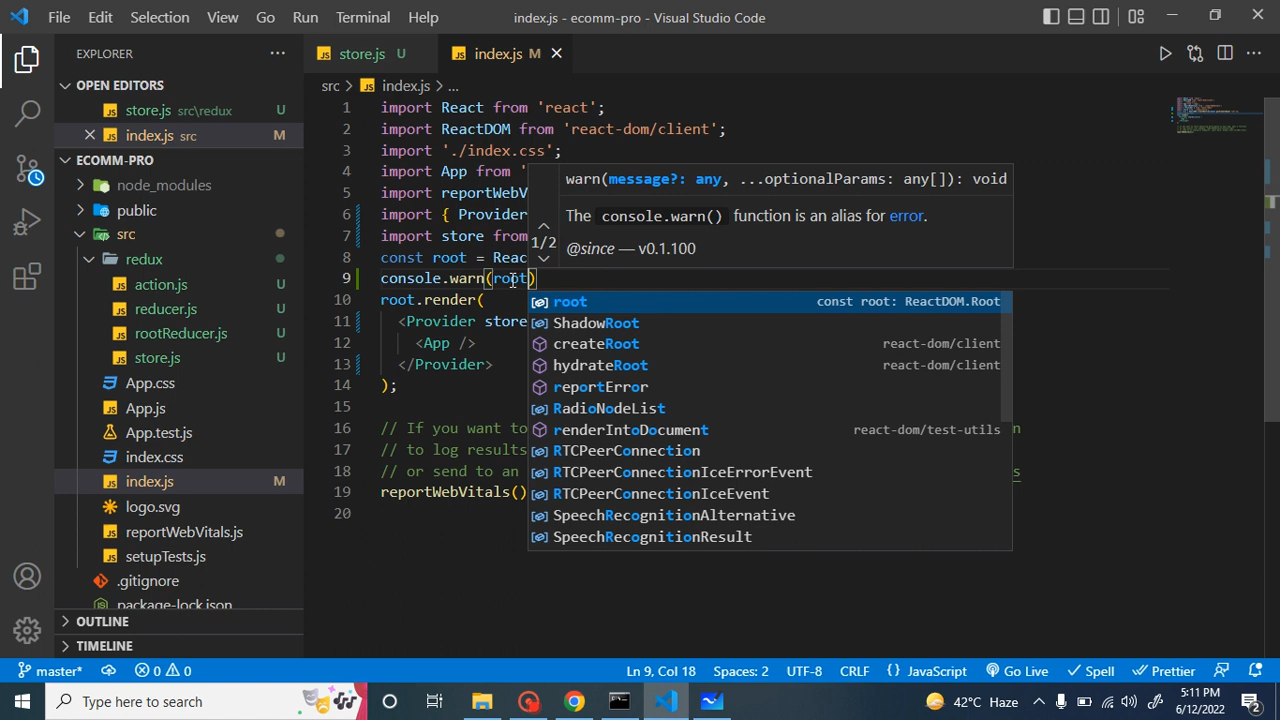 File Edit Selection View Go Run Terminal Help index.js - ecomm-pro - Visual Studio Code
EXPLORER
OPEN EDITORS
store.js src\redux U
index.js src M
ECOMM-PRO
node_modules
public
src
redux
action.js U
reducer.js U
rootReducer.js U
store.js U
App.css
App.js
App.test.js
index.css
index.js M
logo.svg
reportWebVitals.js
setupTests.js
.gitignore
package-lock.json
OUTLINE
TIMELINE
store.js U index.js M
src > index.js > ...
1 import React from 'react';
2 import ReactDOM from 'react-dom/client';
3 import './index.css';
4 import App from '
5 import reportWebV
6 import { Provider
7 import store from
8 const root = Reac
9 console.warn(root)
10 root.render(
11 <Provider store
12 <App />
13 </Provider>
14 );
15
16 // If you want to n
17 // to log results
18 // or send to an s
19 reportWebVitals()
20
1/2
warn(message?: any, ...optionalParams: any[]): void
The console.warn() function is an alias for error.
@since — v0.1.100
root const root: ReactDOM.Root
ShadowRoot
createRoot react-dom/client
hydrateRoot react-dom/client
reportError
RadioNodeList
renderIntoDocument react-dom/test-utils
RTCPeerConnection
RTCPeerConnectionIceErrorEvent
RTCPeerConnectionIceEvent
SpeechRecognitionAlternative
SpeechRecognitionResult
master* 0 0 Ln 9, Col 18 Spaces: 2 UTF-8 CRLF { } JavaScript Go Live Spell Prettier
Type here to search 42°C Haze 5:11 PM
6/12/2022 2